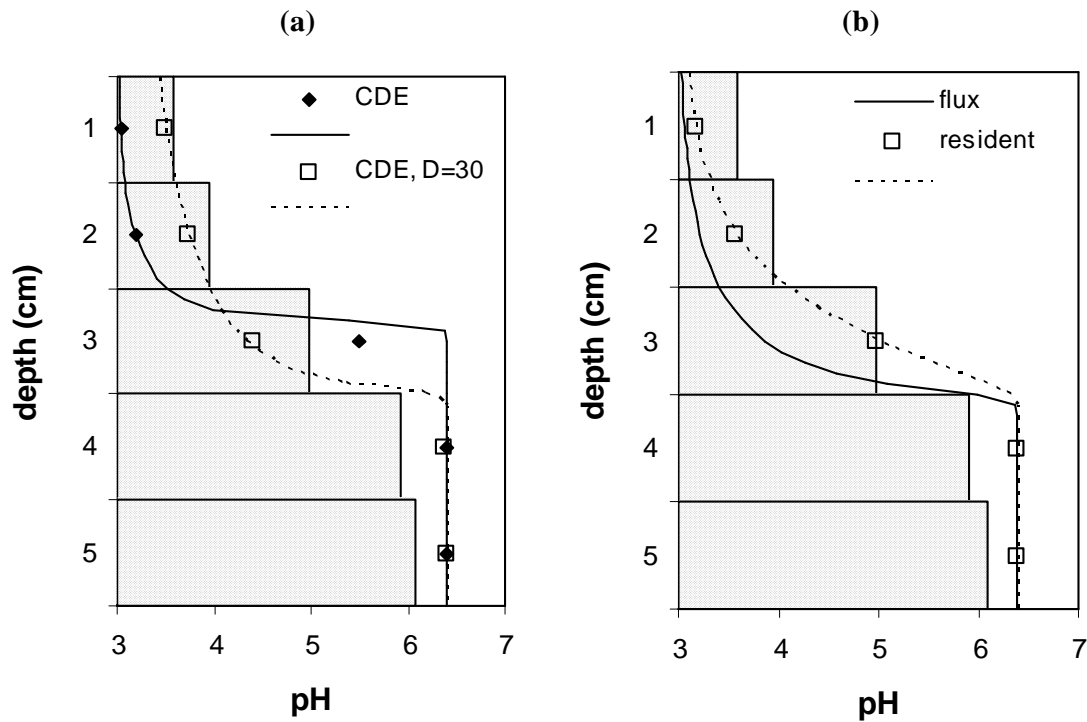 (a)
CDE
CDE, D=30
1
2
3
4
5
depth (cm)
3 4 5 6 7
pH
(b)
flux
resident
1
2
3
4
5
depth (cm)
3 4 5 6 7
pH